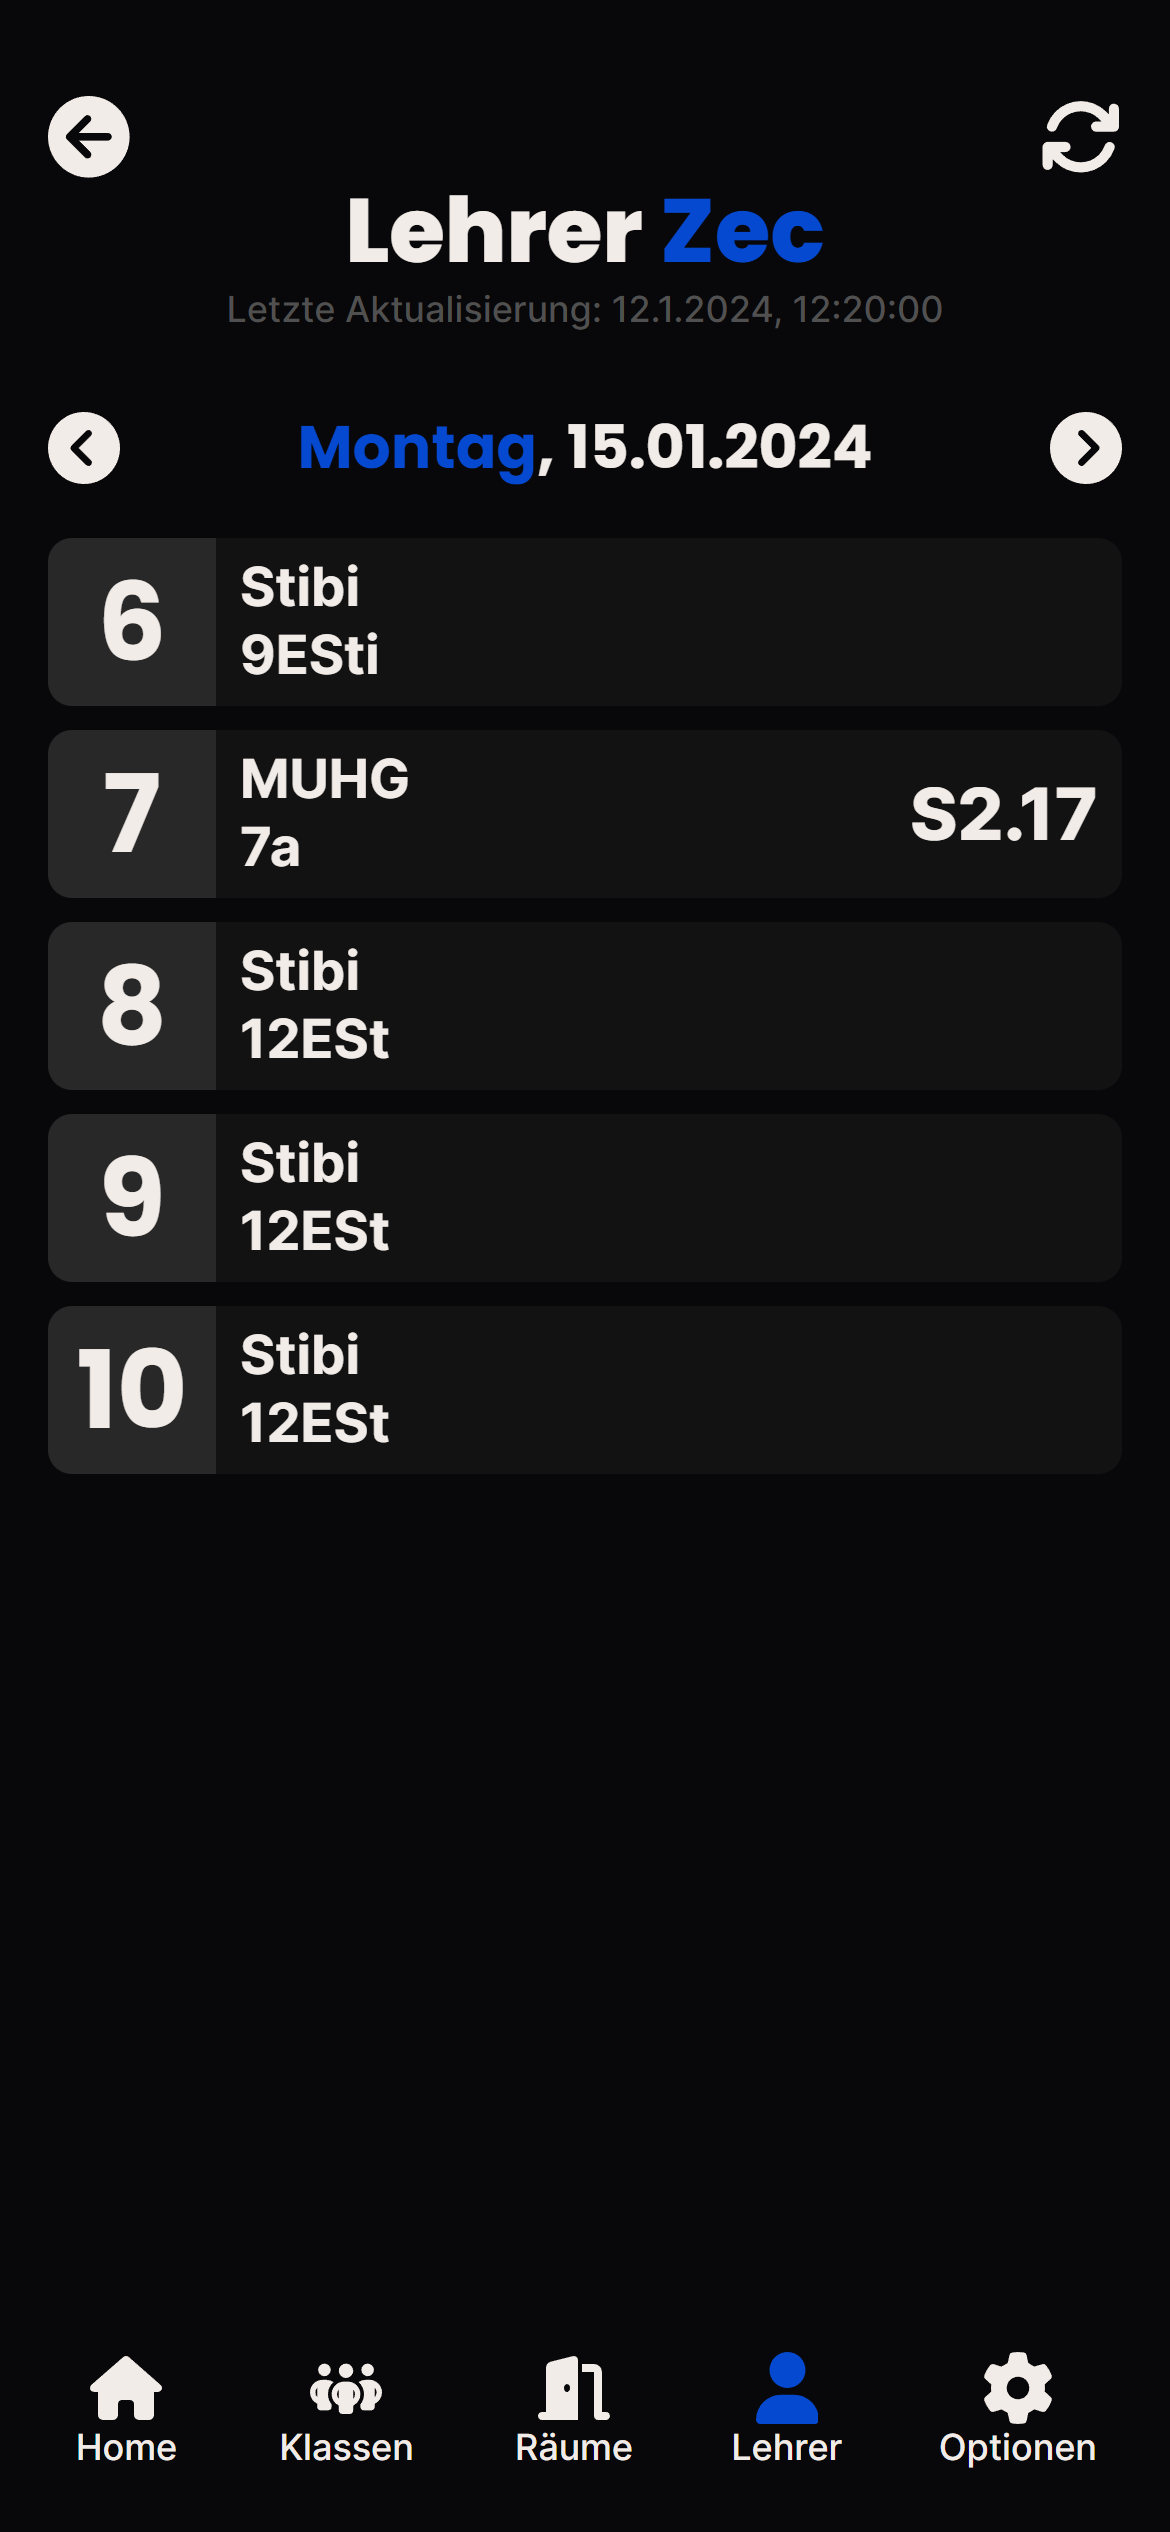 Lehrer Zec
Letzte Aktualisierung: 12.1.2024, 12:20:00
Montag, 15.01.2024
6
Stibi
9ESti
7
MUHG
7a
S2.17
8
Stibi
12ESt
9
Stibi
12ESt
10
Stibi
12ESt
Home
Klassen
Räume
Lehrer
Optionen